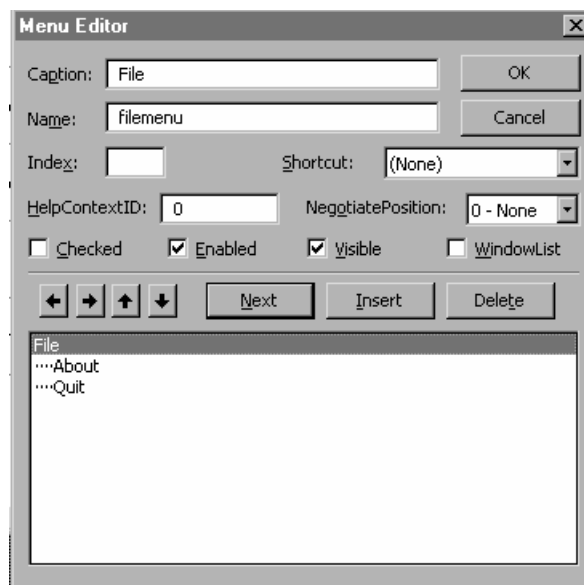 Menu Editor
Caption: File OK
Name: filemenu Cancel
Index: Shortcut: (None)
HelpContextID: 0 NegotiatePosition: 0 - None
Checked Enabled Visible WindowList
Next Insert Delete
File
····About
····Quit